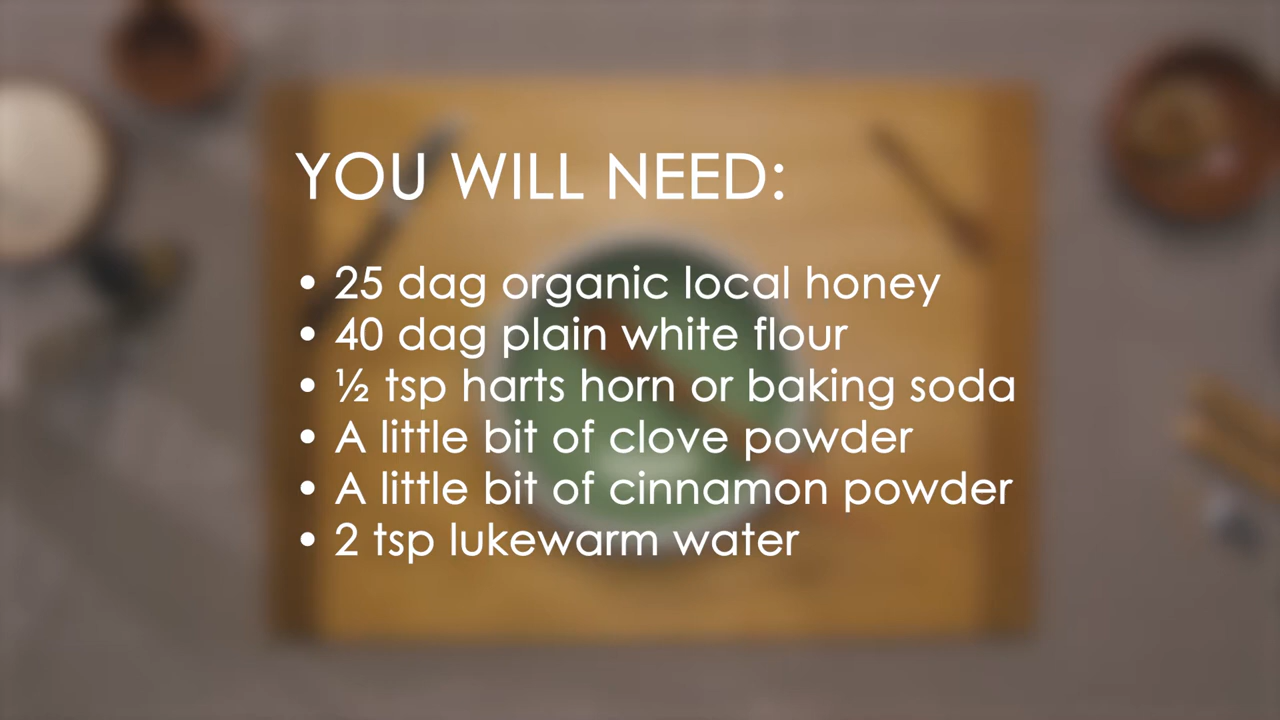 YOU WILL NEED:
• 25 dag organic local honey
• 40 dag plain white flour
• ½ tsp harts horn or baking soda
• A little bit of clove powder
• A little bit of cinnamon powder
• 2 tsp lukewarm water